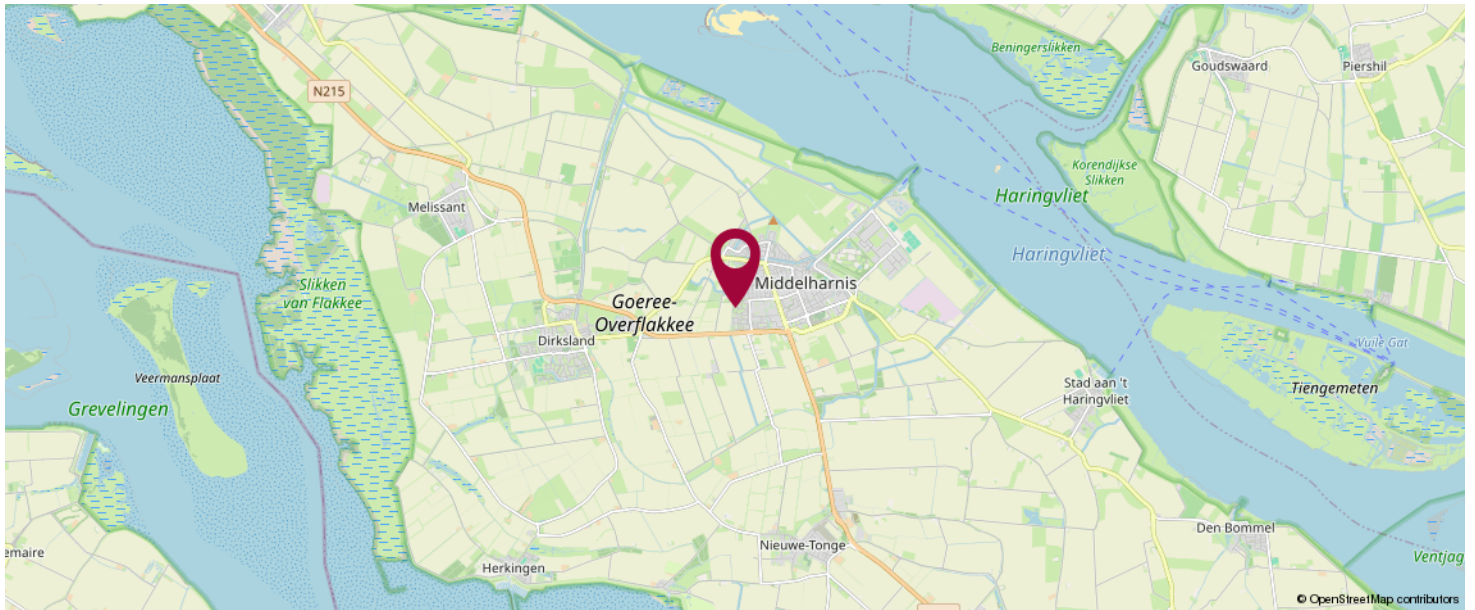 Beningerslikken
Goudswaard
Piershil
N215
Korendijkse
Slikken
Haringvliet
Melissant
Haringvliet
Slikken
van Flakkee
Middelharnis
Goeree-
Overflakkee
Dirksland
Vuile Gat
Veermansplaat
Stad aan 't
Haringvliet
Tiengemeten
Grevelingen
Den Bommel
Nieuwe-Tonge
emaire
Ventjag
Herkingen
© OpenStreetMap contributors